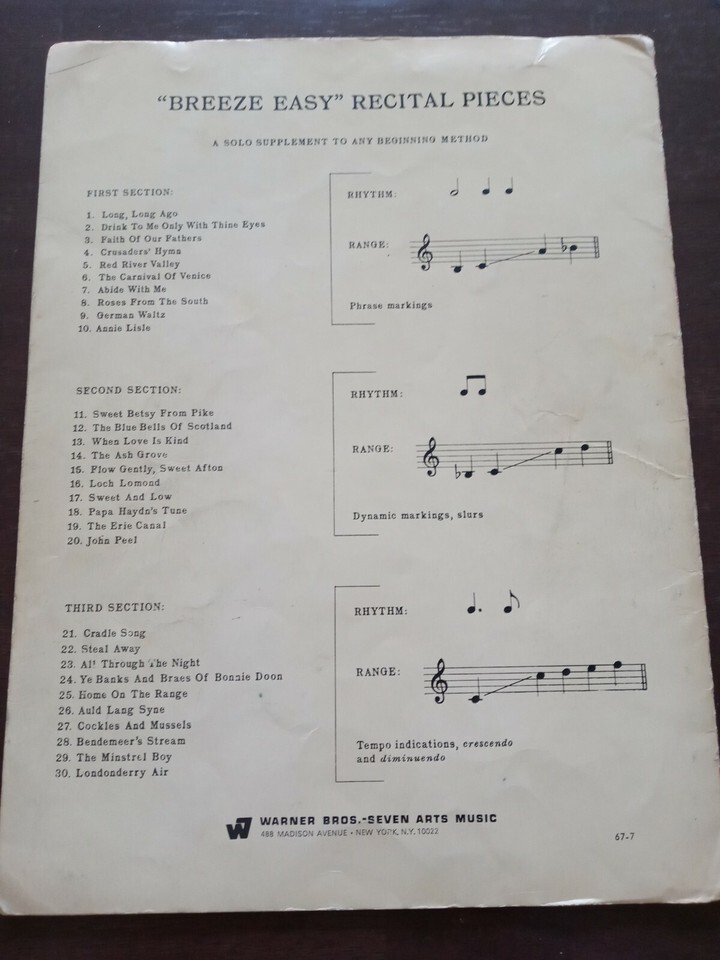 "BREEZE EASY" RECITAL PIECES
A SOLO SUPPLEMENT TO ANY BEGINNING METHOD
FIRST SECTION:
1. Long, Long Ago
2. Drink To Me Only With Thine Eyes
3. Faith Of Our Fathers
4. Crusaders' Hymn
5. Red River Valley
6. The Carnival Of Venice
7. Abide With Me
8. Roses From The South
9. German Waltz
10. Annie Lisle
RHYTHM:
RANGE:
Phrase markings
SECOND SECTION:
11. Sweet Betsy From Pike
12. The Blue Bells Of Scotland
13. When Love Is Kind
14. The Ash Grove
15. Flow Gently, Sweet Afton
16. Loch Lomond
17. Sweet And Low
18. Papa Haydn's Tune
19. The Erie Canal
20. John Peel
RHYTHM:
RANGE:
Dynamic markings, slurs
THIRD SECTION:
21. Cradle Song
22. Steal Away
23. All Through The Night
24. Ye Banks And Braes Of Bonnie Doon
25. Home On The Range
26. Auld Lang Syne
27. Cockles And Mussels
28. Bendemeer's Stream
29. The Minstrel Boy
30. Londonderry Air
RHYTHM:
RANGE:
Tempo indications, crescendo
and diminuendo
W7 WARNER BROS.-SEVEN ARTS MUSIC
488 MADISON AVENUE • NEW YORK, N.Y. 10022
67-7